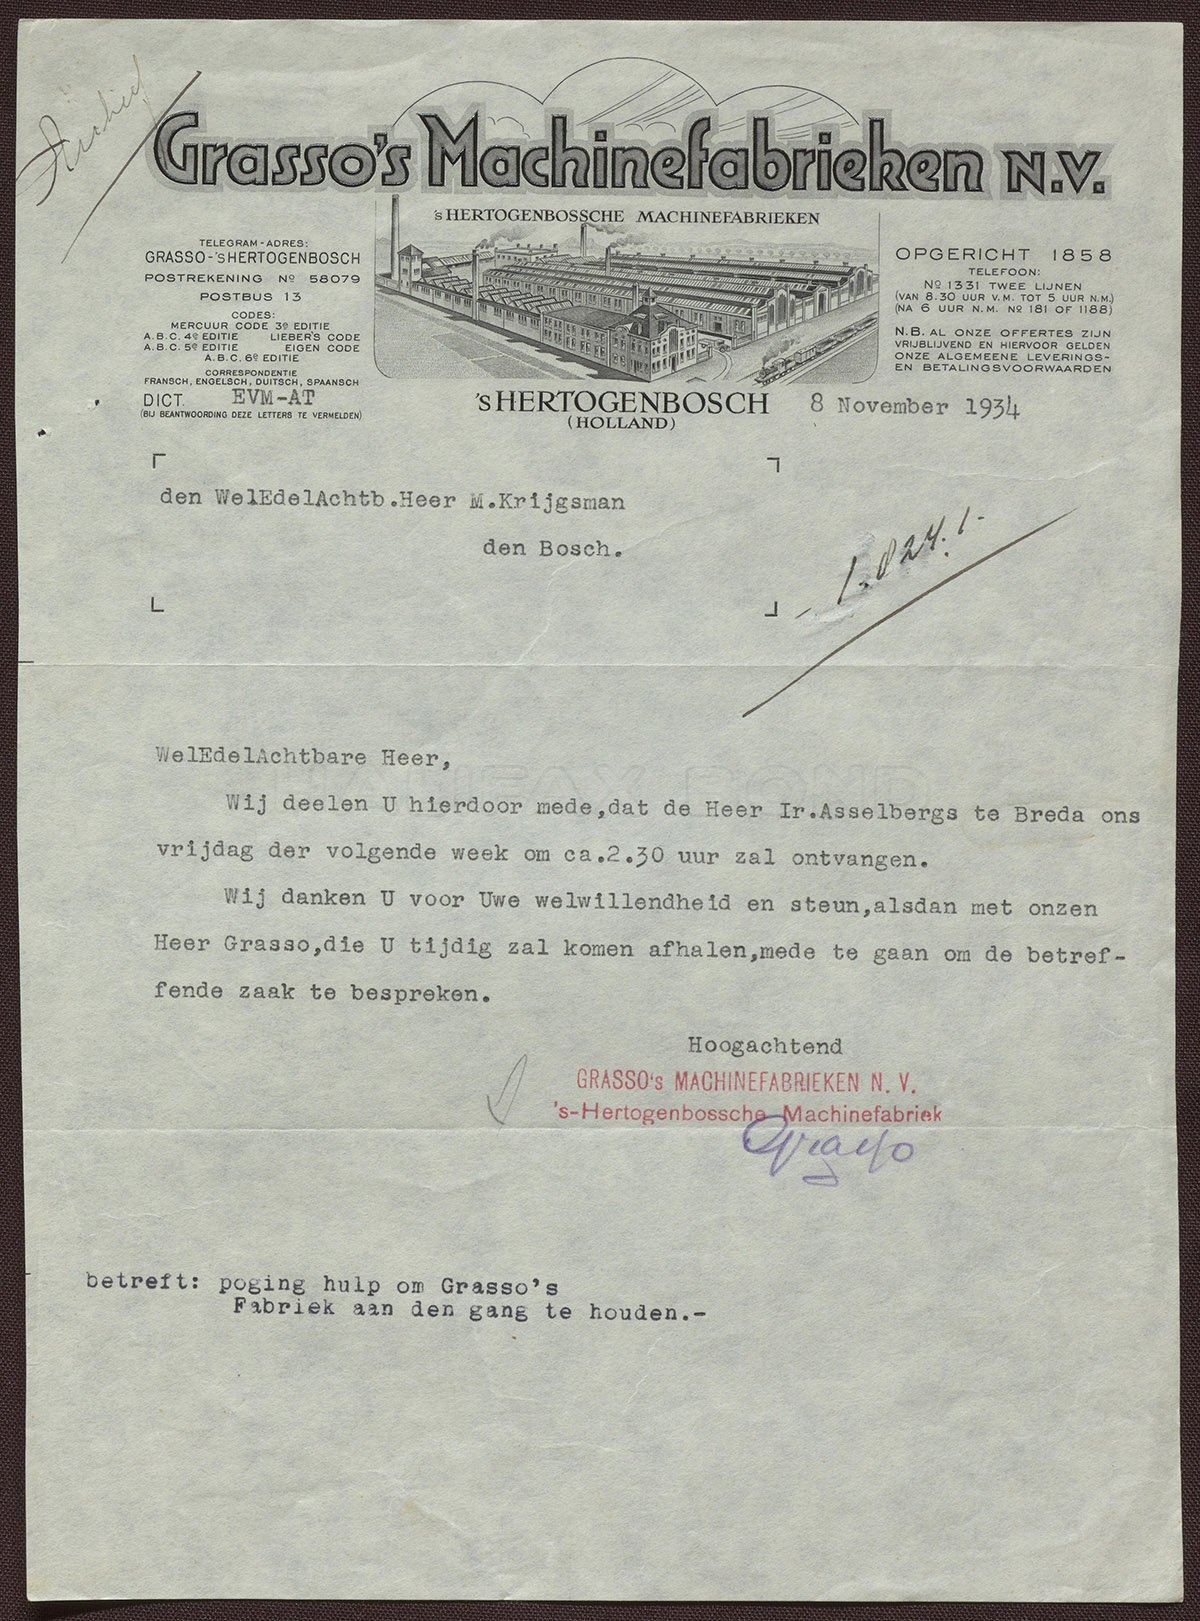 Archief
Grasso's Machinefabrieken N.V.
'sHERTOGENBOSSCHE MACHINEFABRIEKEN
TELEGRAM-ADRES:
GRASSO-'SHERTOGENBOSCH
POSTREKENING No 58079
POSTBUS 13
CODES:
MERCUUR CODE 3e EDITIE
A.B.C. 4e EDITIE LIEBER'S CODE
A.B.C. 5e EDITIE EIGEN CODE
A.B.C. 6e EDITIE
CORRESPONDENTIE
FRANSCH, ENGELSCH, DUITSCH, SPAANSCH
DICT. EVM-AT
(BIJ BEANTWOORDING DEZE LETTERS TE VERMELDEN)
OPGERICHT 1858
TELEFOON:
No 1331 TWEE LIJNEN
(VAN 8.30 UUR V.M. TOT 5 UUR N.M.)
(NA 6 UUR N.M. No 181 OF 1188)
N.B. AL ONZE OFFERTES ZIJN
VRIJBLIJVEND EN HIERVOOR GELDEN
ONZE ALGEMEENE LEVERINGS-
EN BETALINGSVOORWAARDEN
'sHERTOGENBOSCH 8 November 1934
(HOLLAND)
den WelEdelAchtb.Heer M.Krijgsman
den Bosch.
- 1.824.1.-
WelEdelAchtbare Heer,
Wij deelen U hierdoor mede,dat de Heer Ir.Asselbergs te Breda ons
vrijdag der volgende week om ca.2.30 uur zal ontvangen.
Wij danken U voor Uwe welwillendheid en steun,alsdan met onzen
Heer Grasso,die U tijdig zal komen afhalen,mede te gaan om de betref-
fende zaak te bespreken.
Hoogachtend
GRASSO's MACHINEFABRIEKEN N. V.
's-Hertogenbossche Machinefabriek
Grasso
betreft: poging hulp om Grasso's
Fabriek aan den gang te houden.-